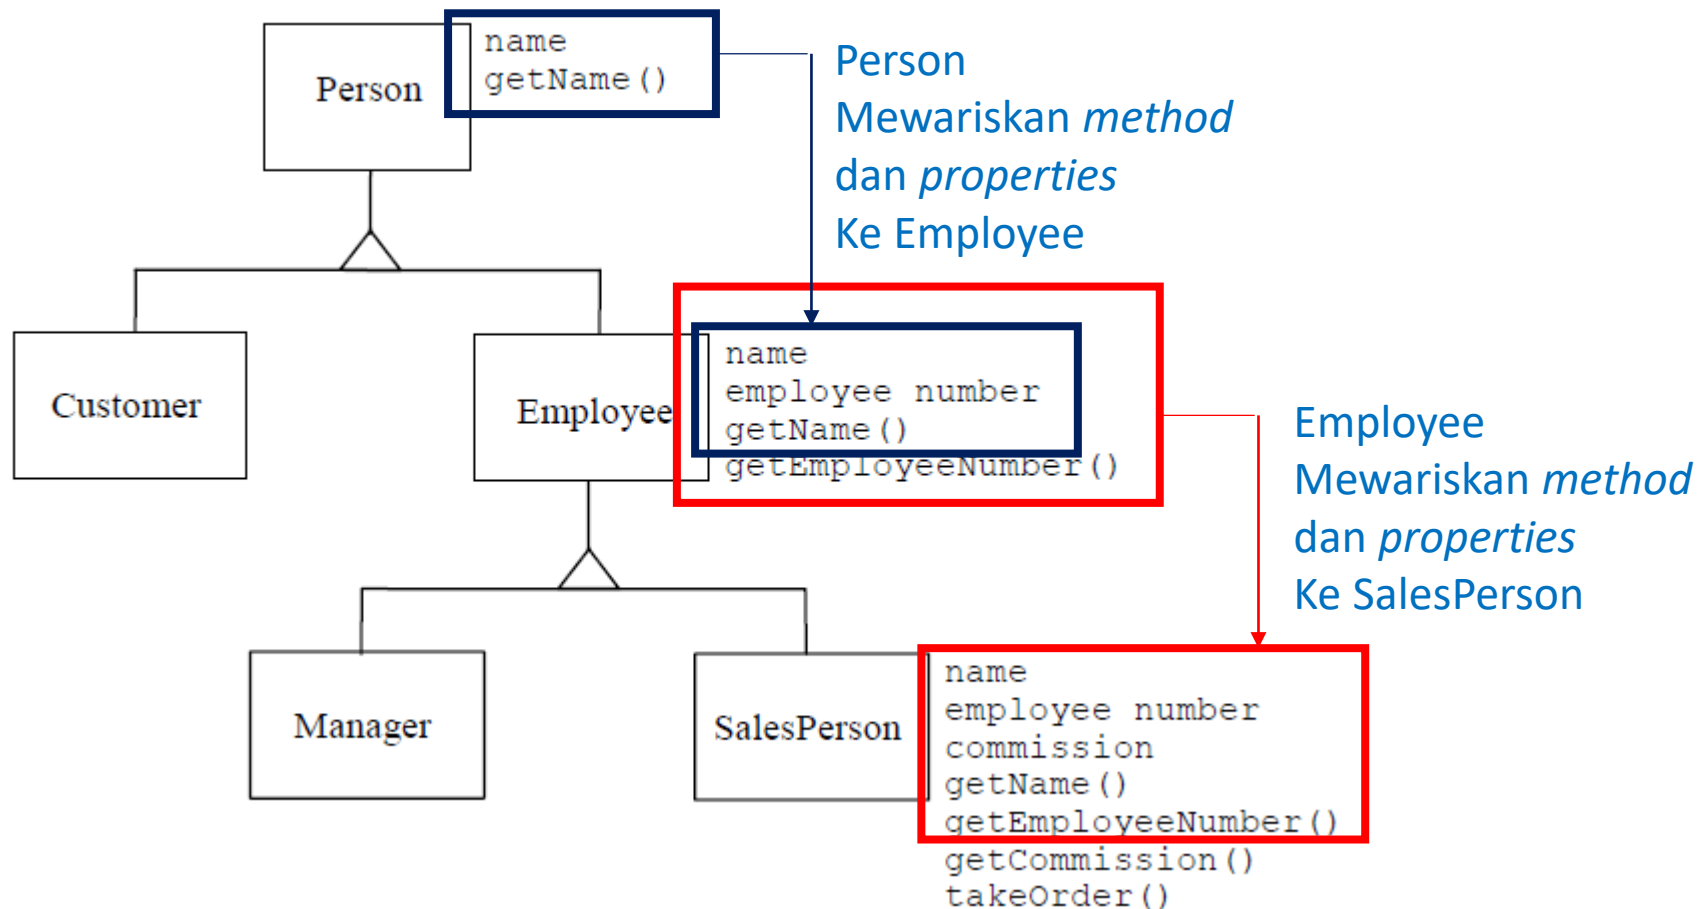 Person
name
getName()
Person
Mewariskan method
dan properties
Ke Employee
Customer
Employee
name
employee number
getName()
getEmployeeNumber()
Employee
Mewariskan method
dan properties
Ke SalesPerson
Manager
SalesPerson
name
employee number
commission
getName()
getEmployeeNumber()
getCommission()
takeOrder()